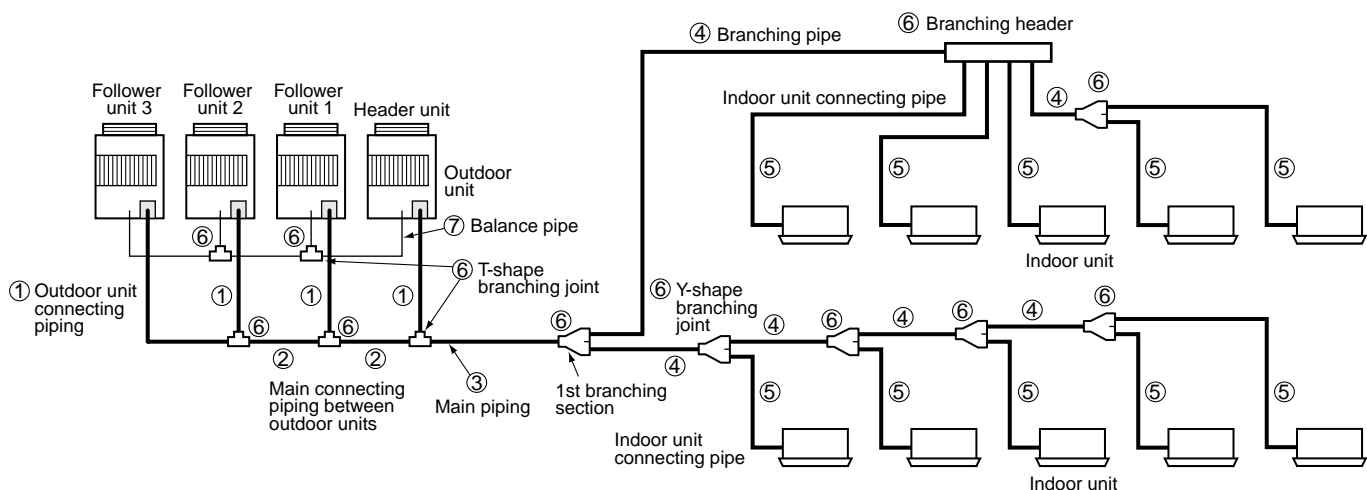 ④ Branching pipe
⑥ Branching header
Follower
unit 3
Follower
unit 2
Follower
unit 1
Header unit
Outdoor
unit
Indoor unit connecting pipe
④
⑥
⑤
⑤
⑤
⑤
⑤
⑥
⑥
⑦ Balance pipe
Indoor unit
① Outdoor unit
connecting
piping
①
①
①
⑥ T-shape
branching joint
⑥
⑥
②
②
Main connecting
piping between
outdoor units
③
Main piping
⑥
1st branching
section
⑥ Y-shape
branching
joint
④
④
⑥
④
⑥
④
⑥
⑤
⑤
⑤
⑤
⑤
Indoor unit
connecting pipe
Indoor unit